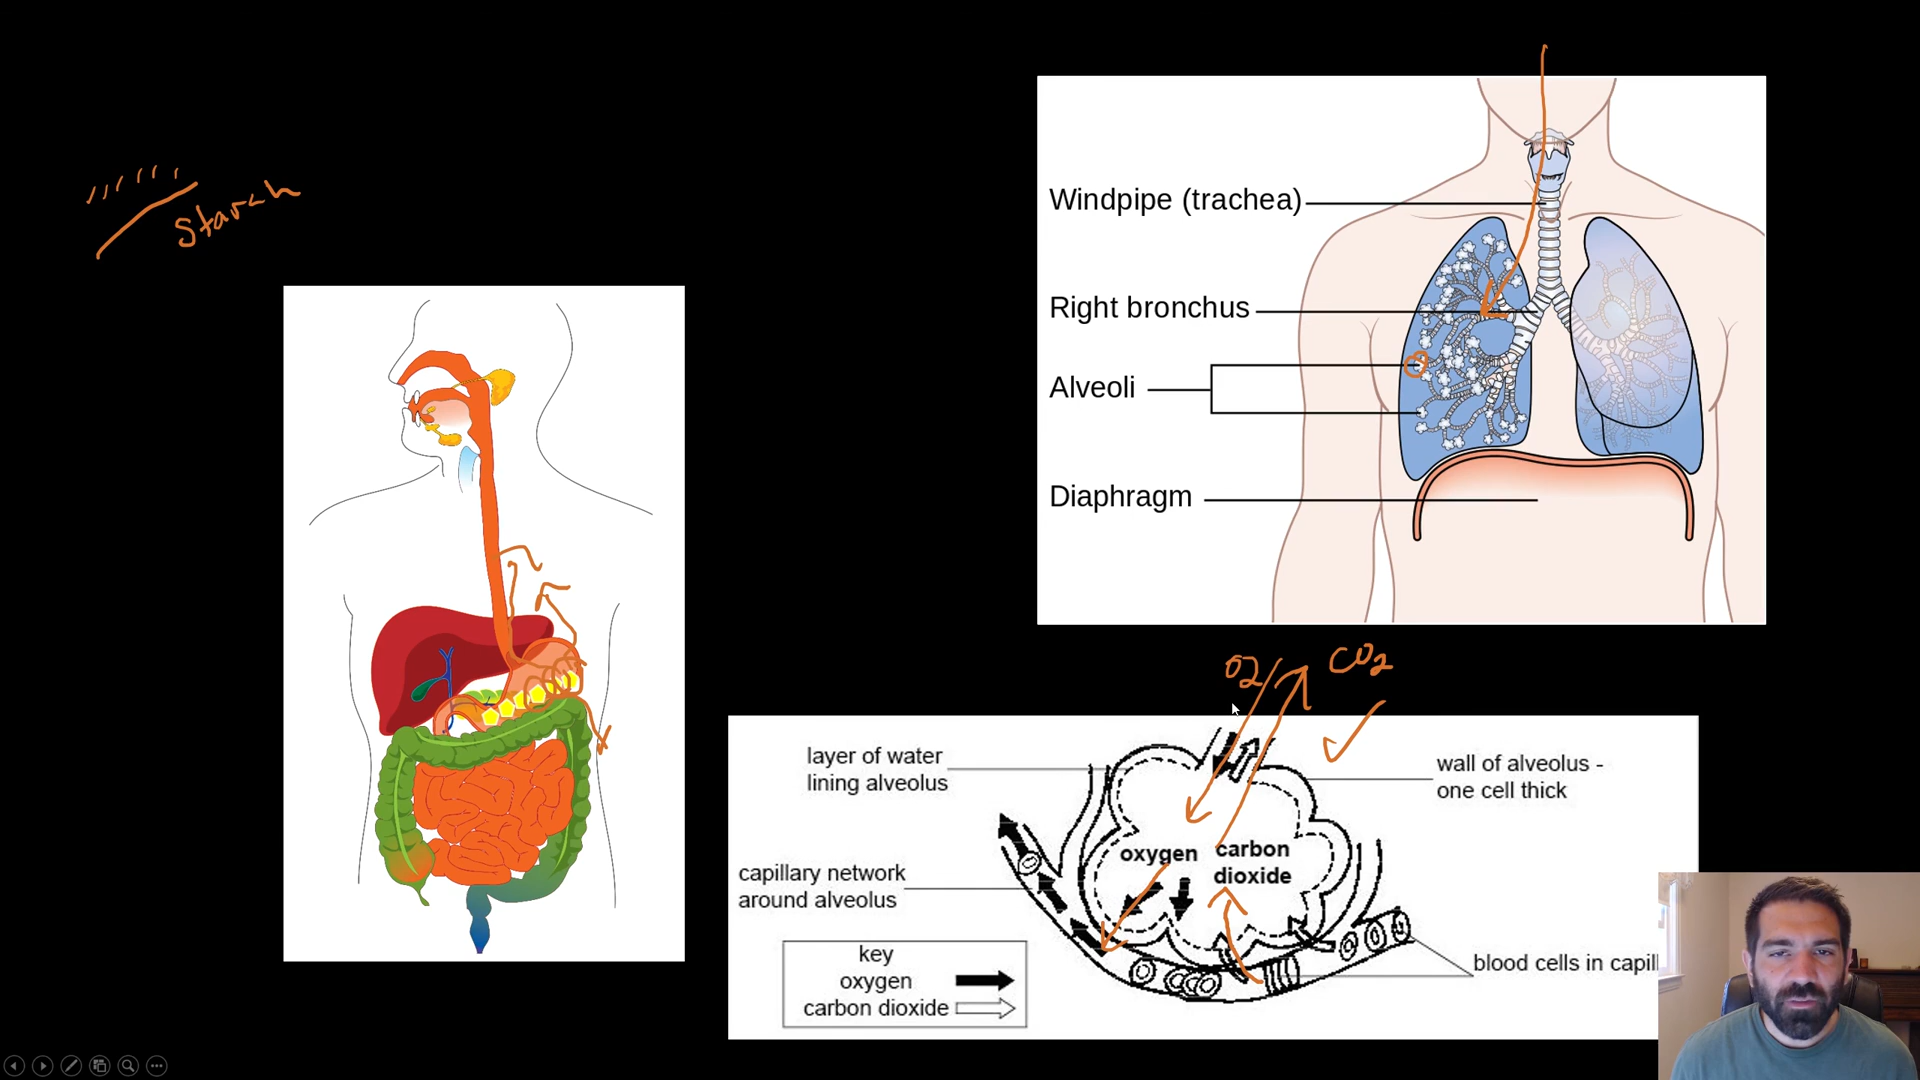 Starch
Windpipe (trachea)
Right bronchus
Alveoli
Diaphragm
O2
CO2
layer of water
lining alveolus
wall of alveolus -
one cell thick
oxygen
carbon
dioxide
capillary network
around alveolus
key
oxygen
carbon dioxide
blood cells in capil